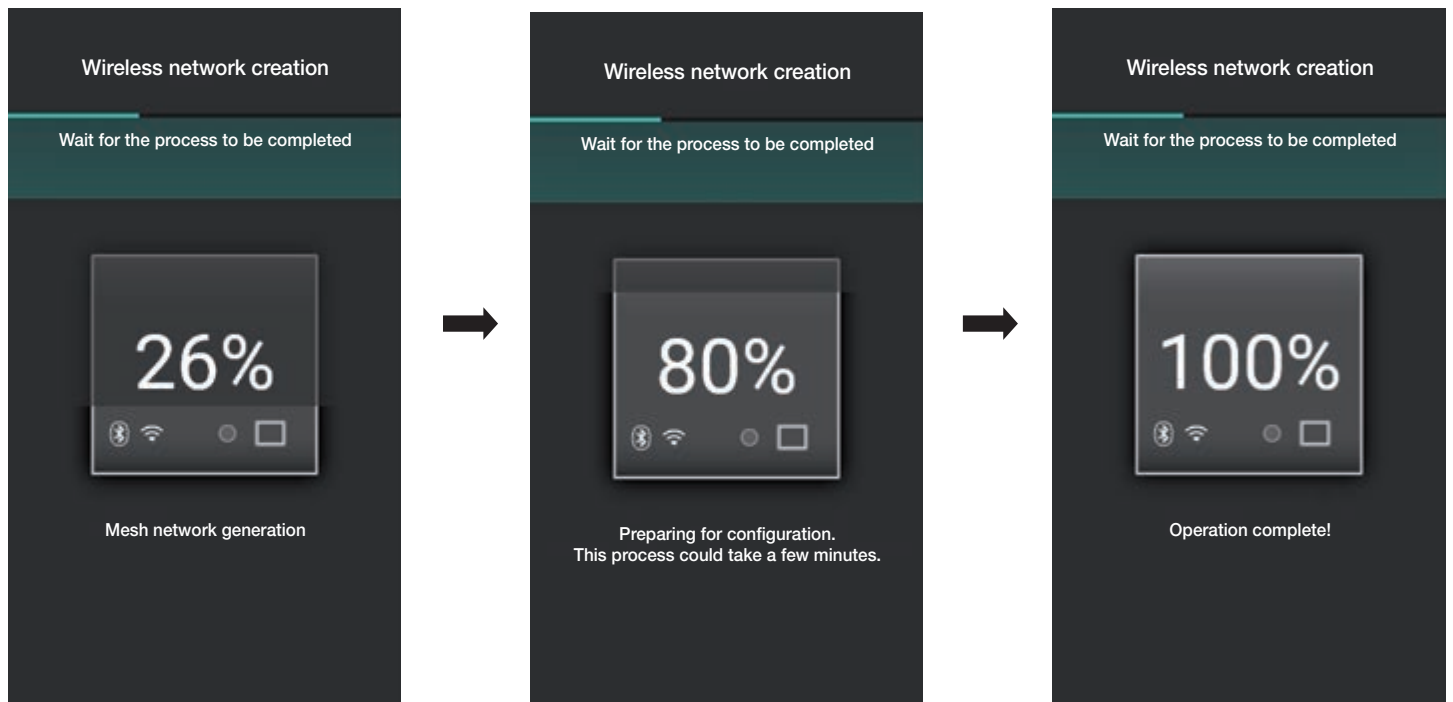 Wireless network creation
Wait for the process to be completed
26%
Mesh network generation
Wireless network creation
Wait for the process to be completed
80%
Preparing for configuration.
This process could take a few minutes.
Wireless network creation
Wait for the process to be completed
100%
Operation complete!